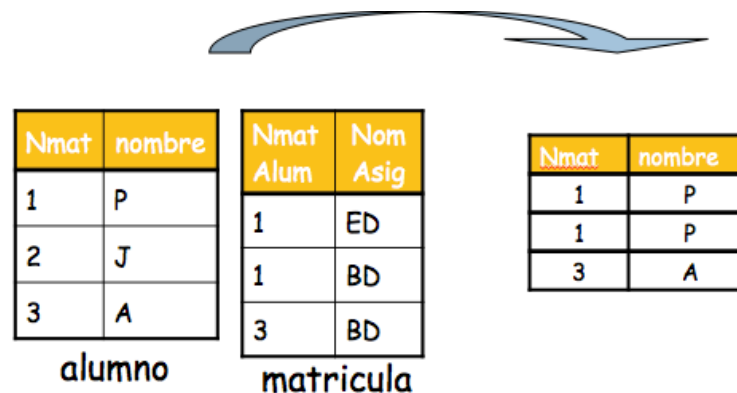 Nmat nombre
1 P
2 J
3 A
alumno
Nmat Nom
Alum Asig
1 ED
1 BD
3 BD
matricula
Nmat nombre
1 P
1 P
3 A